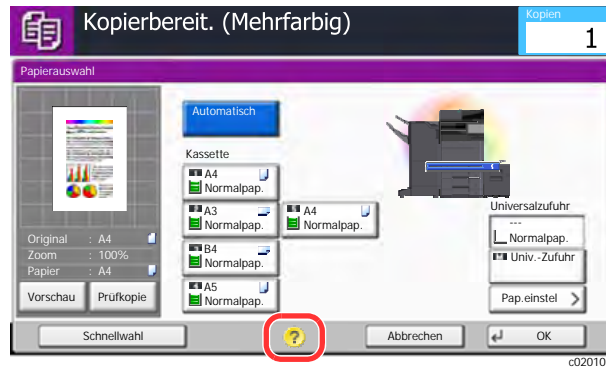 Kopierbereit. (Mehrfarbig)
Kopien
1
Papierauswahl
Automatisch
Kassette
A4
Normalpap.
A3
Normalpap.
A4
Normalpap.
B4
Normalpap.
A5
Normalpap.
Universalzufuhr
---
Normalpap.
Univ.-Zufuhr
Pap.einstel
Original : A4
Zoom : 100%
Papier : A4
Vorschau
Prüfkopie
Schnellwahl
?
Abbrechen
OK
c02010